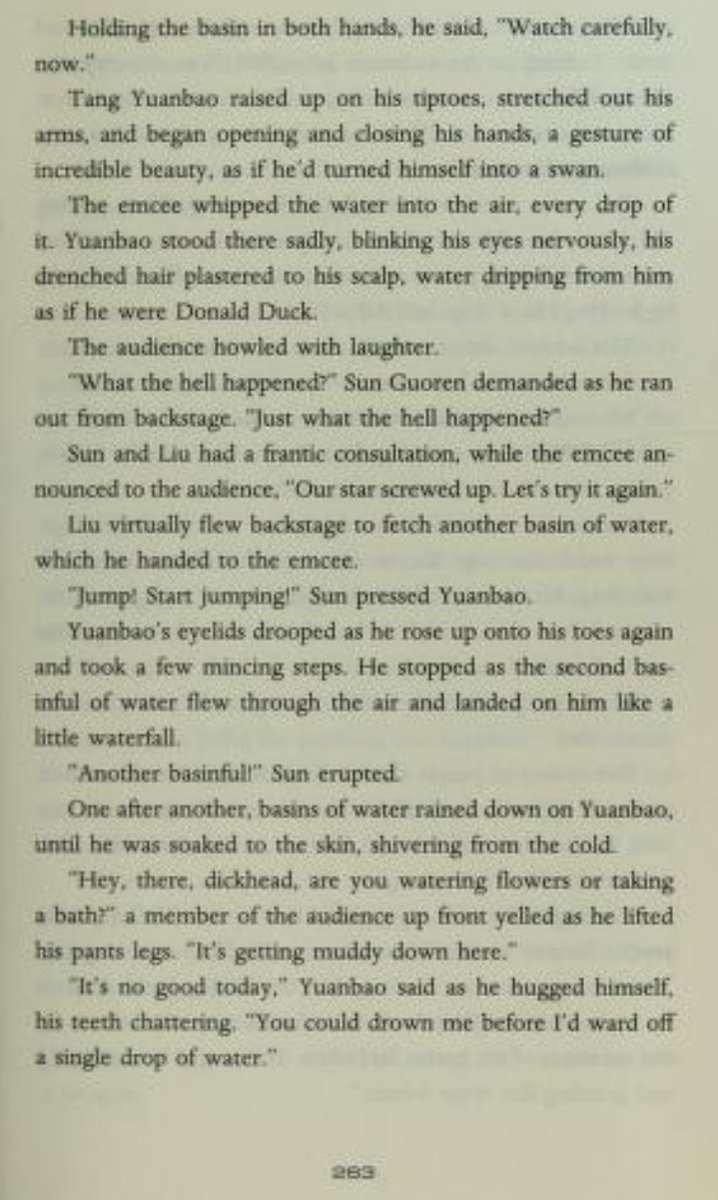 Holding the basin in both hands, he said, "Watch carefully,
now."
Tang Yuanbao raised up on his tiptoes, stretched out his
arms, and began opening and closing his hands, a gesture of
incredible beauty, as if he'd turned himself into a swan.
The emcee whipped the water into the air, every drop of
it. Yuanbao stood there sadly, blinking his eyes nervously, his
drenched hair plastered to his scalp, water dripping from him
as if he were Donald Duck.
The audience howled with laughter.
"What the hell happened?" Sun Guoren demanded as he ran
out from backstage. "Just what the hell happened?"
Sun and Liu had a frantic consultation, while the emcee an-
nounced to the audience, "Our star screwed up. Let's try it again."
Liu virtually flew backstage to fetch another basin of water,
which he handed to the emcee.
"Jump! Start jumping!" Sun pressed Yuanbao.
Yuanbao's eyelids drooped as he rose up onto his toes again
and took a few mincing steps. He stopped as the second bas-
inful of water flew through the air and landed on him like a
little waterfall.
"Another basinful!" Sun erupted.
One after another, basins of water rained down on Yuanbao,
until he was soaked to the skin, shivering from the cold.
"Hey, there, dickhead, are you watering flowers or taking
a bath?" a member of the audience up front yelled as he lifted
his pants legs. "It's getting muddy down here."
"It's no good today," Yuanbao said as he hugged himself,
his teeth chattering. "You could drown me before I'd ward off
a single drop of water."
263